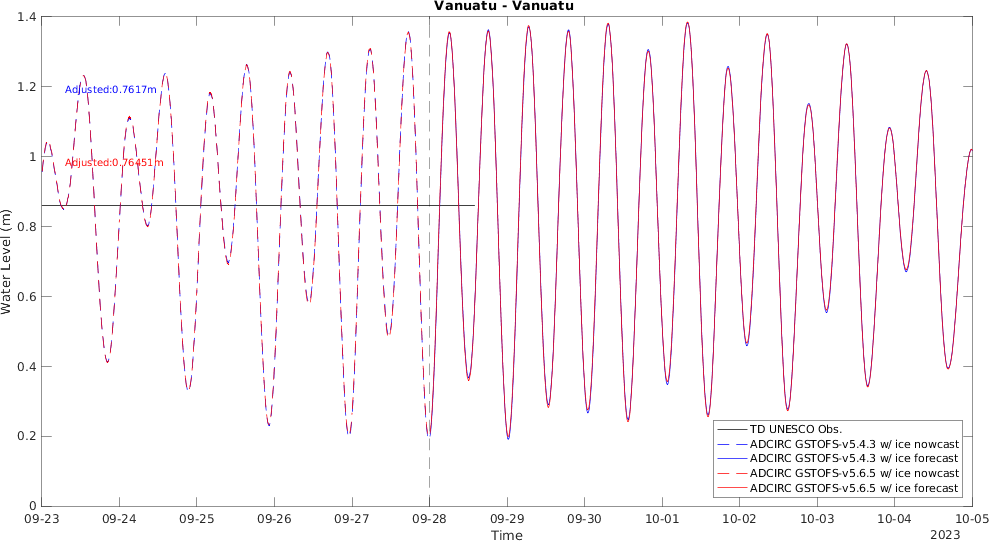 Vanuatu - Vanuatu
1.4
1.2
1
0.8
0.6
0.4
0.2
0
Water Level (m)
Adjusted:0.7617m
Adjusted:0.76451m
TD UNESCO Obs.
ADCIRC GSTOFS-v5.4.3 w/ ice nowcast
ADCIRC GSTOFS-v5.4.3 w/ ice forecast
ADCIRC GSTOFS-v5.6.5 w/ ice nowcast
ADCIRC GSTOFS-v5.6.5 w/ ice forecast
09-23 09-24 09-25 09-26 09-27 09-28 09-29 09-30 10-01 10-02 10-03 10-04 10-05
Time
2023